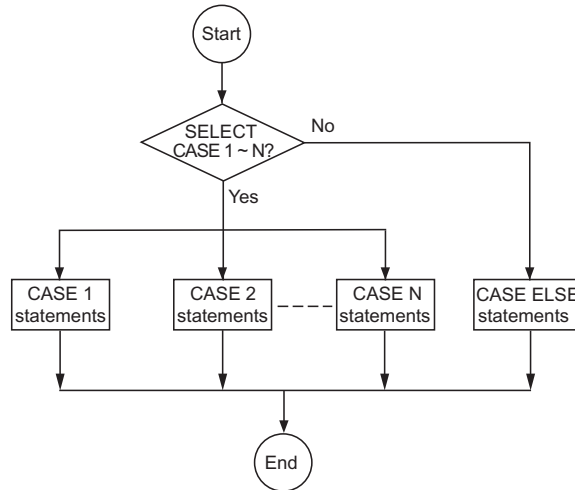 Start
SELECT
CASE 1 ~ N?
No
Yes
CASE 1
statements
CASE 2
statements
CASE N
statements
CASE ELSE
statements
End